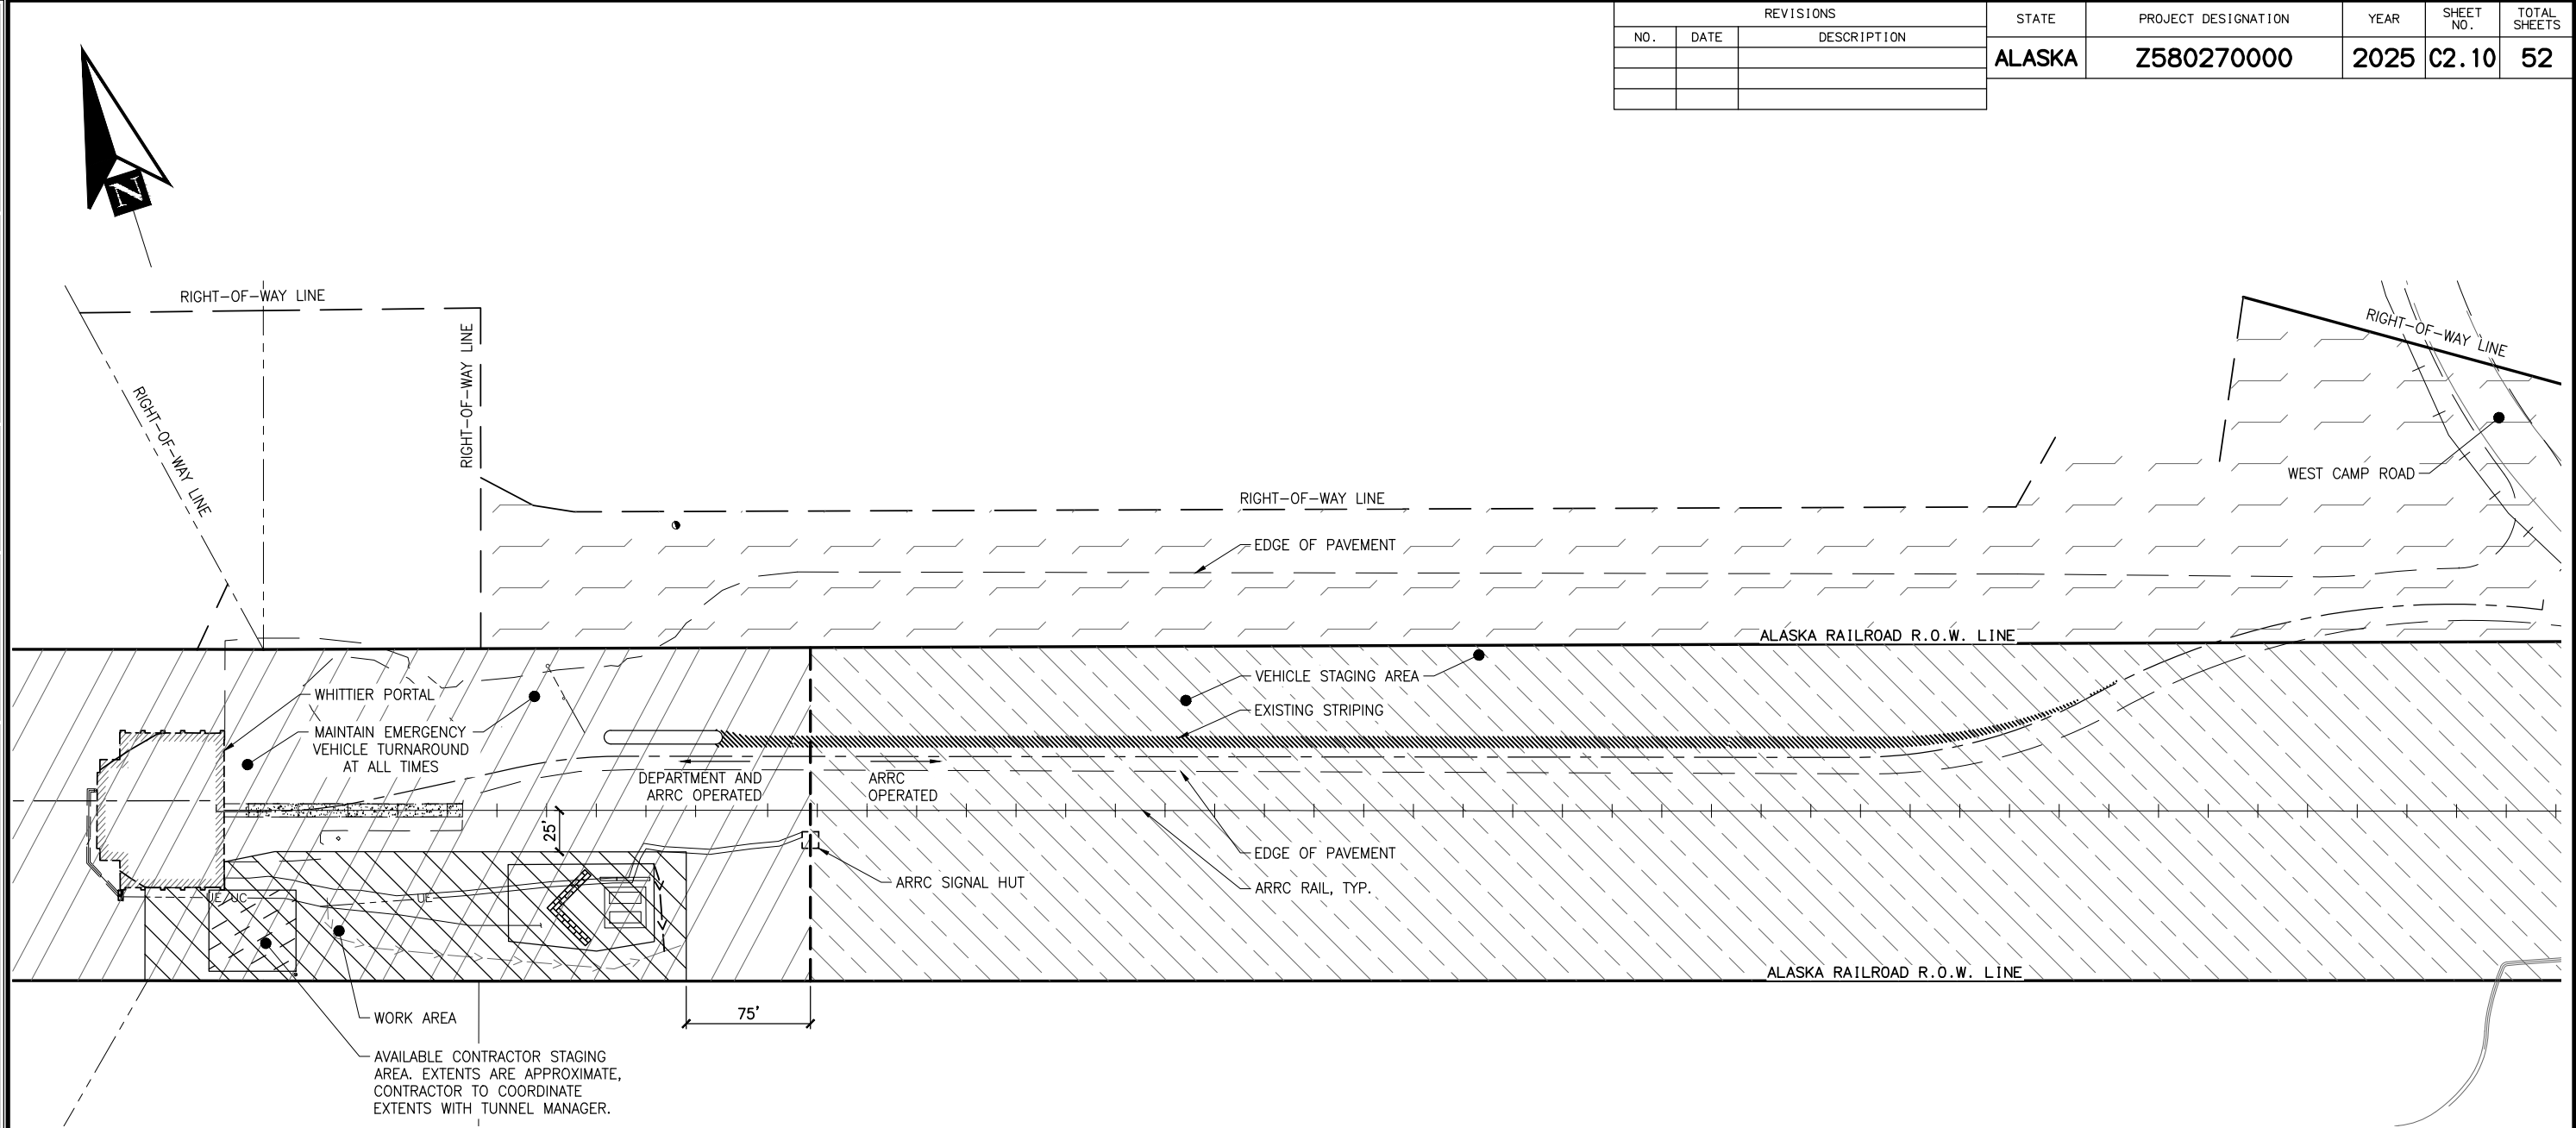 REVISIONS
NO. DATE DESCRIPTION
STATE PROJECT DESIGNATION YEAR SHEET NO. TOTAL SHEETS
ALASKA Z580270000 2025 C2.10 52
N
RIGHT-OF-WAY LINE
RIGHT-OF-WAY LINE
RIGHT-OF-WAY LINE
RIGHT-OF-WAY LINE
WEST CAMP ROAD
RIGHT-OF-WAY LINE
EDGE OF PAVEMENT
ALASKA RAILROAD R.O.W. LINE
WHITTIER PORTAL
MAINTAIN EMERGENCY
VEHICLE TURNAROUND
AT ALL TIMES
VEHICLE STAGING AREA
EXISTING STRIPING
DEPARTMENT AND
ARRC OPERATED
ARRC
OPERATED
25'
EDGE OF PAVEMENT
ARRC SIGNAL HUT
ARRC RAIL, TYP.
UE/UC
UE
ALASKA RAILROAD R.O.W. LINE
75'
WORK AREA
AVAILABLE CONTRACTOR STAGING
AREA. EXTENTS ARE APPROXIMATE,
CONTRACTOR TO COORDINATE
EXTENTS WITH TUNNEL MANAGER.